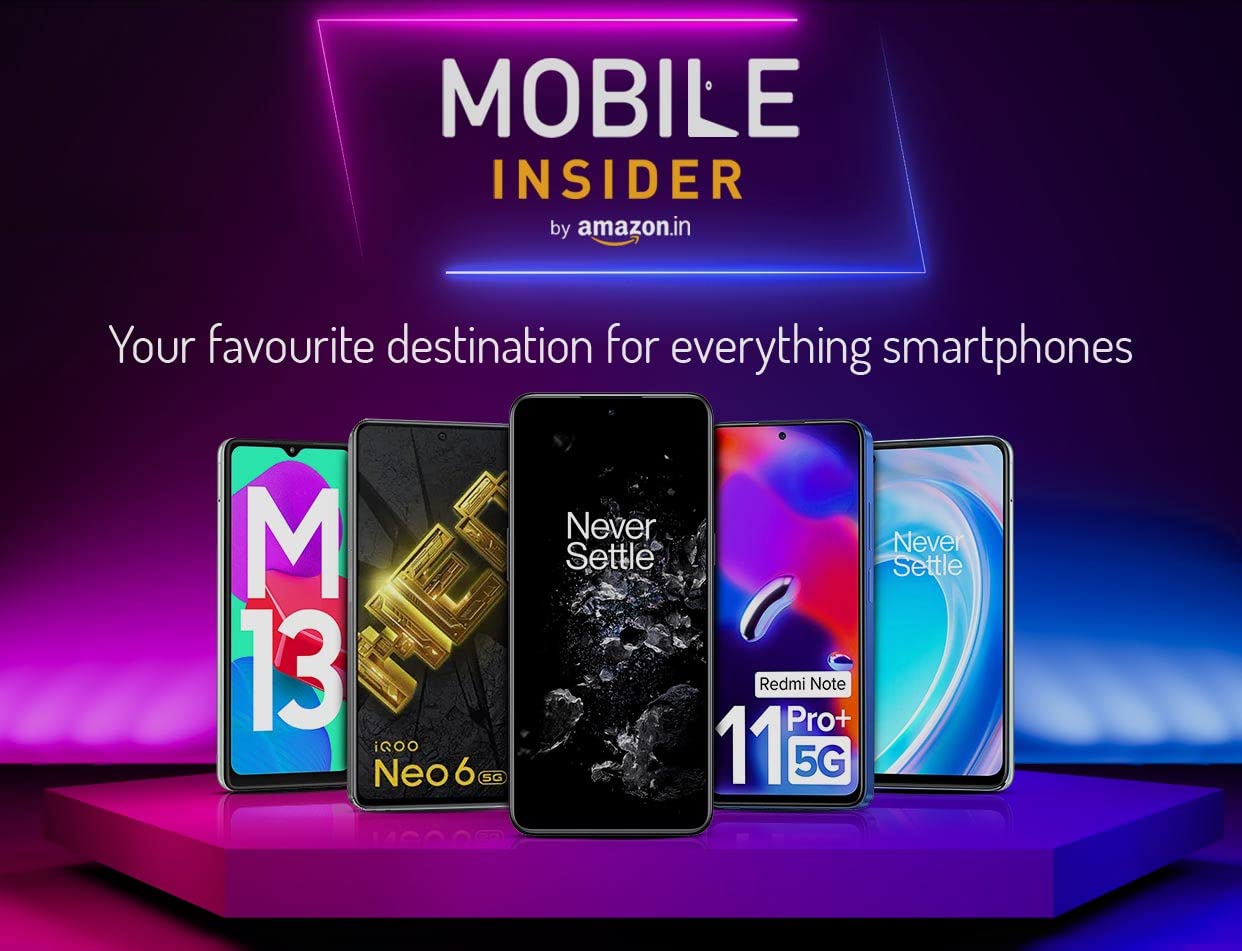 MOBILE
INSIDER
by amazon.in
Your favourite destination for everything smartphones
M
13
iQOO
Neo 6 5G
Never
Settle
Redmi Note
11 Pro+
5G
Never
Settle